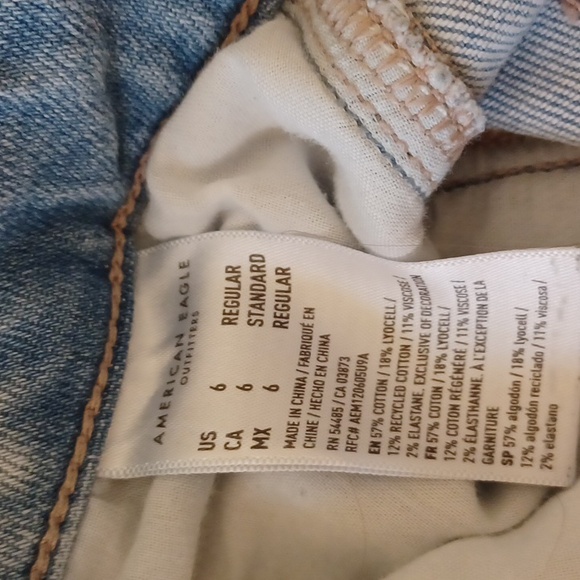 AMERICAN EAGLE
OUTFITTERS
US 6 REGULAR
CA 6 STANDARD
MX 6 REGULAR
MADE IN CHINA / FABRIQUÉ EN
CHINE / HECHO EN CHINA
RN 54485 / CA 03873
RFC# AEM120605U9A
EN 57% COTTON / 18% LYOCELL /
12% RECYCLED COTTON / 11% VISCOSE /
2% ELASTANE, EXCLUSIVE OF DECORATION
FR 57% COTON / 18% LYOCELL /
12% COTON RÉGÉNÉRÉ / 11% VISCOSE /
2% ÉLASTHANNE, À L'EXCEPTION DE LA
GARNITURE
SP 57% algodón / 18% lyocell /
12% algodón reciclado / 11% viscosa /
2% elastano